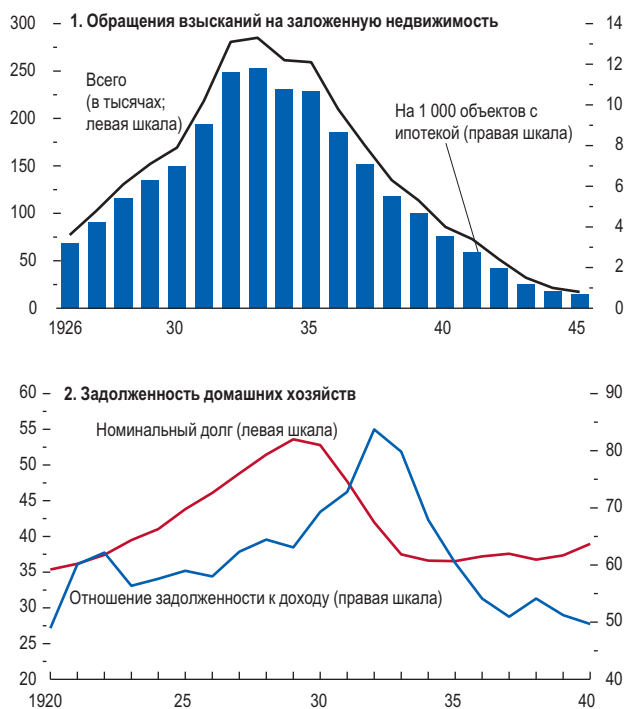 1. Обращения взысканий на заложенную недвижимость
300
250
200
150
100
50
0
14
12
10
8
6
4
2
0
Всего
(в тысячах;
левая шкала)
На 1 000 объектов с
ипотекой (правая шкала)
1926 30 35 40 45
2. Задолженность домашних хозяйств
60
55
50
45
40
35
30
25
20
90
80
70
60
50
40
Номинальный долг (левая шкала)
Отношение задолженности к доходу (правая шкала)
1920 25 30 35 40